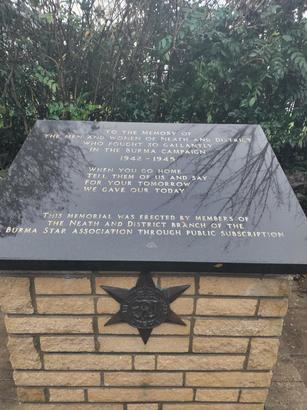 TO THE MEMORY OF
THE MEN AND WOMEN OF NEATH AND DISTRICT
WHO FOUGHT SO GALLANTLY
IN THE BURMA CAMPAIGN
1942 - 1945
WHEN YOU GO HOME
TELL THEM OF US AND SAY
FOR YOUR TOMORROW
WE GAVE OUR TODAY
THIS MEMORIAL WAS ERECTED BY MEMBERS OF
THE NEATH AND DISTRICT BRANCH OF THE
BURMA STAR ASSOCIATION THROUGH PUBLIC SUBSCRIPTION